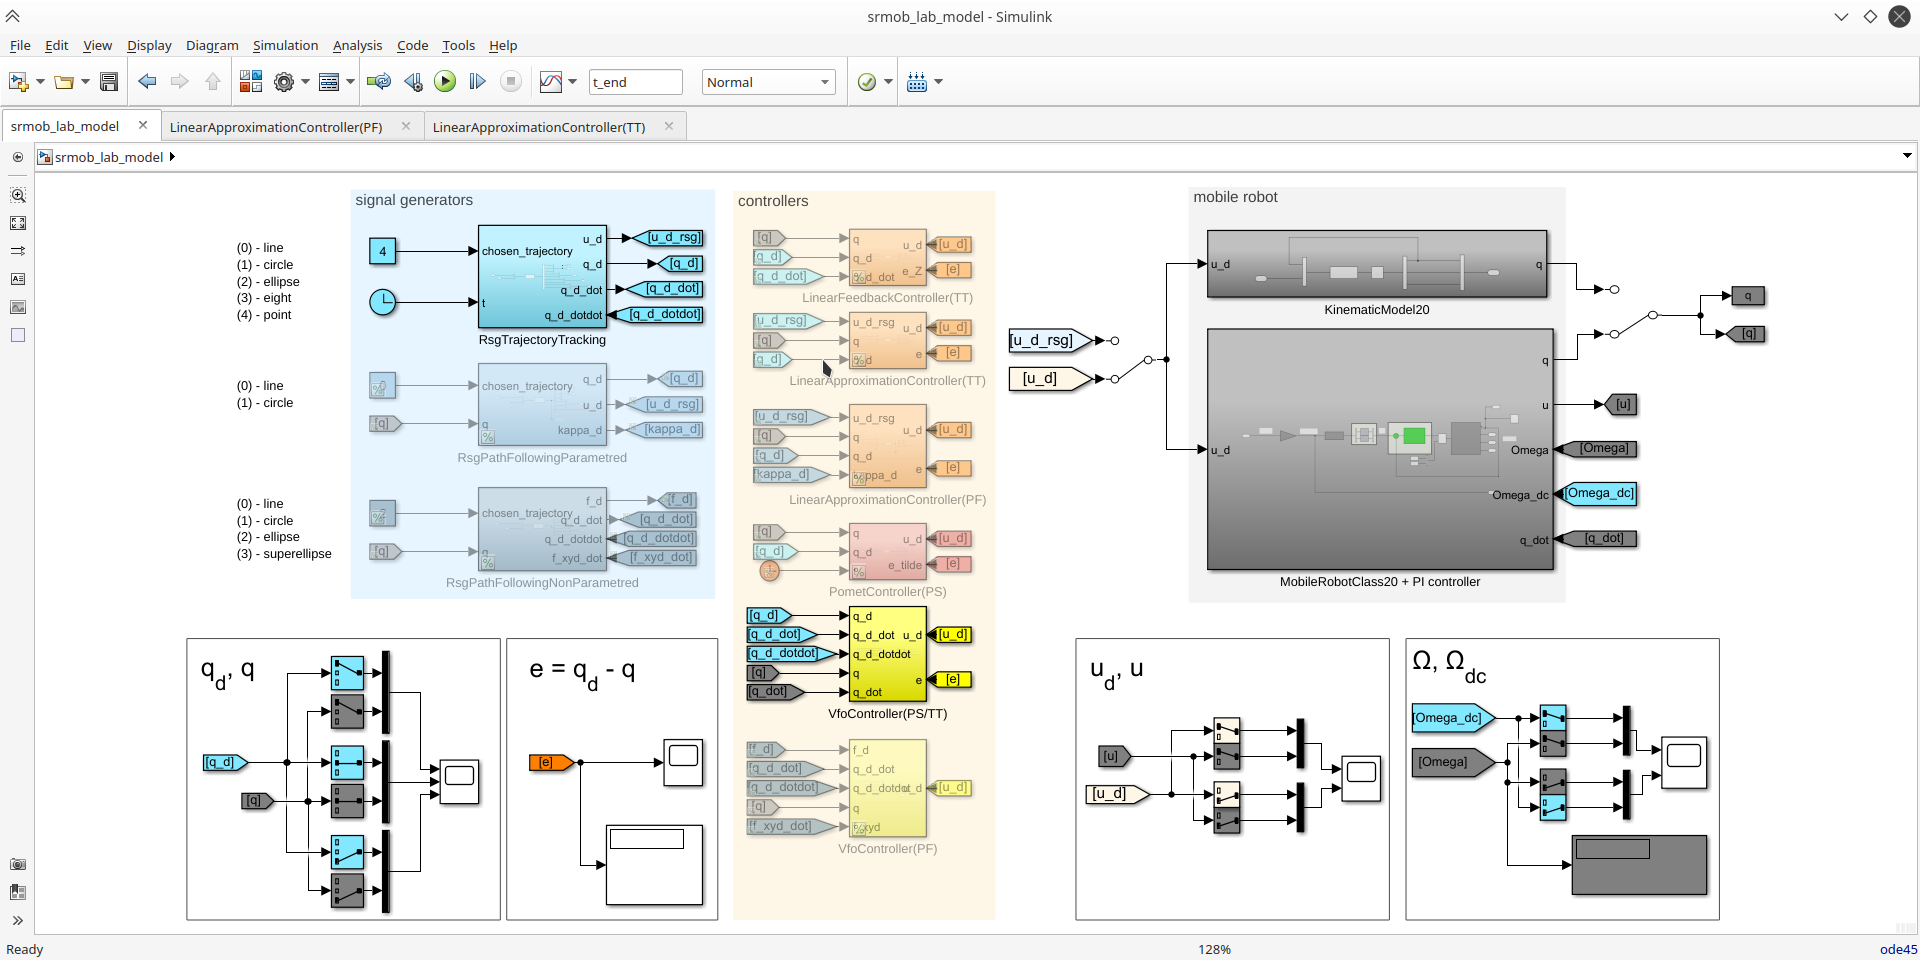 srmob_lab_model - Simulink
File Edit View Display Diagram Simulation Analysis Code Tools Help
t_end
Normal
srmob_lab_model
LinearApproximationController(PF)
LinearApproximationController(TT)
srmob_lab_model
signal generators
(0) - line
(1) - circle
(2) - ellipse
(3) - eight
(4) - point
4
chosen_trajectory
t
u_d
q_d
q_d_dot
q_d_dotdot
[u_d_rsg]
[q_d]
[q_d_dot]
[q_d_dotdot]
RsgTrajectoryTracking
(0) - line
(1) - circle
[q]
chosen_trajectory
q
q_d
u_d
kappa_d
[q_d]
[u_d_rsg]
[kappa_d]
RsgPathFollowingParametred
(0) - line
(1) - circle
(2) - ellipse
(3) - superellipse
[q]
chosen_trajectory
q
f_d
q_d_dot
q_d_dotdot
f_xyd_dot
[f_d]
[q_d_dot]
[q_d_dotdot]
[f_xyd_dot]
RsgPathFollowingNonParametred
controllers
[q]
[q_d]
[q_d_dot]
q
q_d
q_d_dot
u_d
e_Z
[u_d]
[e]
LinearFeedbackController(TT)
[u_d_rsg]
[q]
[q_d]
u_d_rsg
q
u_d
e
[u_d]
[e]
LinearApproximationController(TT)
[u_d_rsg]
[q]
[q_d]
[kappa_d]
u_d_rsg
q
q_d
kappa_d
u_d
e
[u_d]
[e]
LinearApproximationController(PF)
[q]
[q_d]
q
q_d
u_d
e_tilde
[u_d]
[e]
PometController(PS)
[q_d]
[q_d_dot]
[q_d_dotdot]
[q]
[q_dot]
q_d
q_d_dot
q_d_dotdot
q
q_dot
u_d
e
[u_d]
[e]
VfoController(PS/TT)
[f_d]
[q_d_dot]
[q_d_dotdot]
[q]
[f_xyd_dot]
f_d
q_d_dot
q_d_dotdot
q
u_d
[u_d]
VfoController(PF)
[u_d_rsg]
[u_d]
mobile robot
u_d
q
KinematicModel20
u_d
q
u
Omega
Omega_dc
q_dot
MobileRobotClass20 + PI controller
q
[q]
[u]
[Omega]
[Omega_dc]
[q_dot]
q_d, q
[q_d]
[q]
e = q_d - q
[e]
u_d, u
[u]
[u_d]
Ω, Ω_dc
[Omega_dc]
[Omega]
Ready
128%
ode45